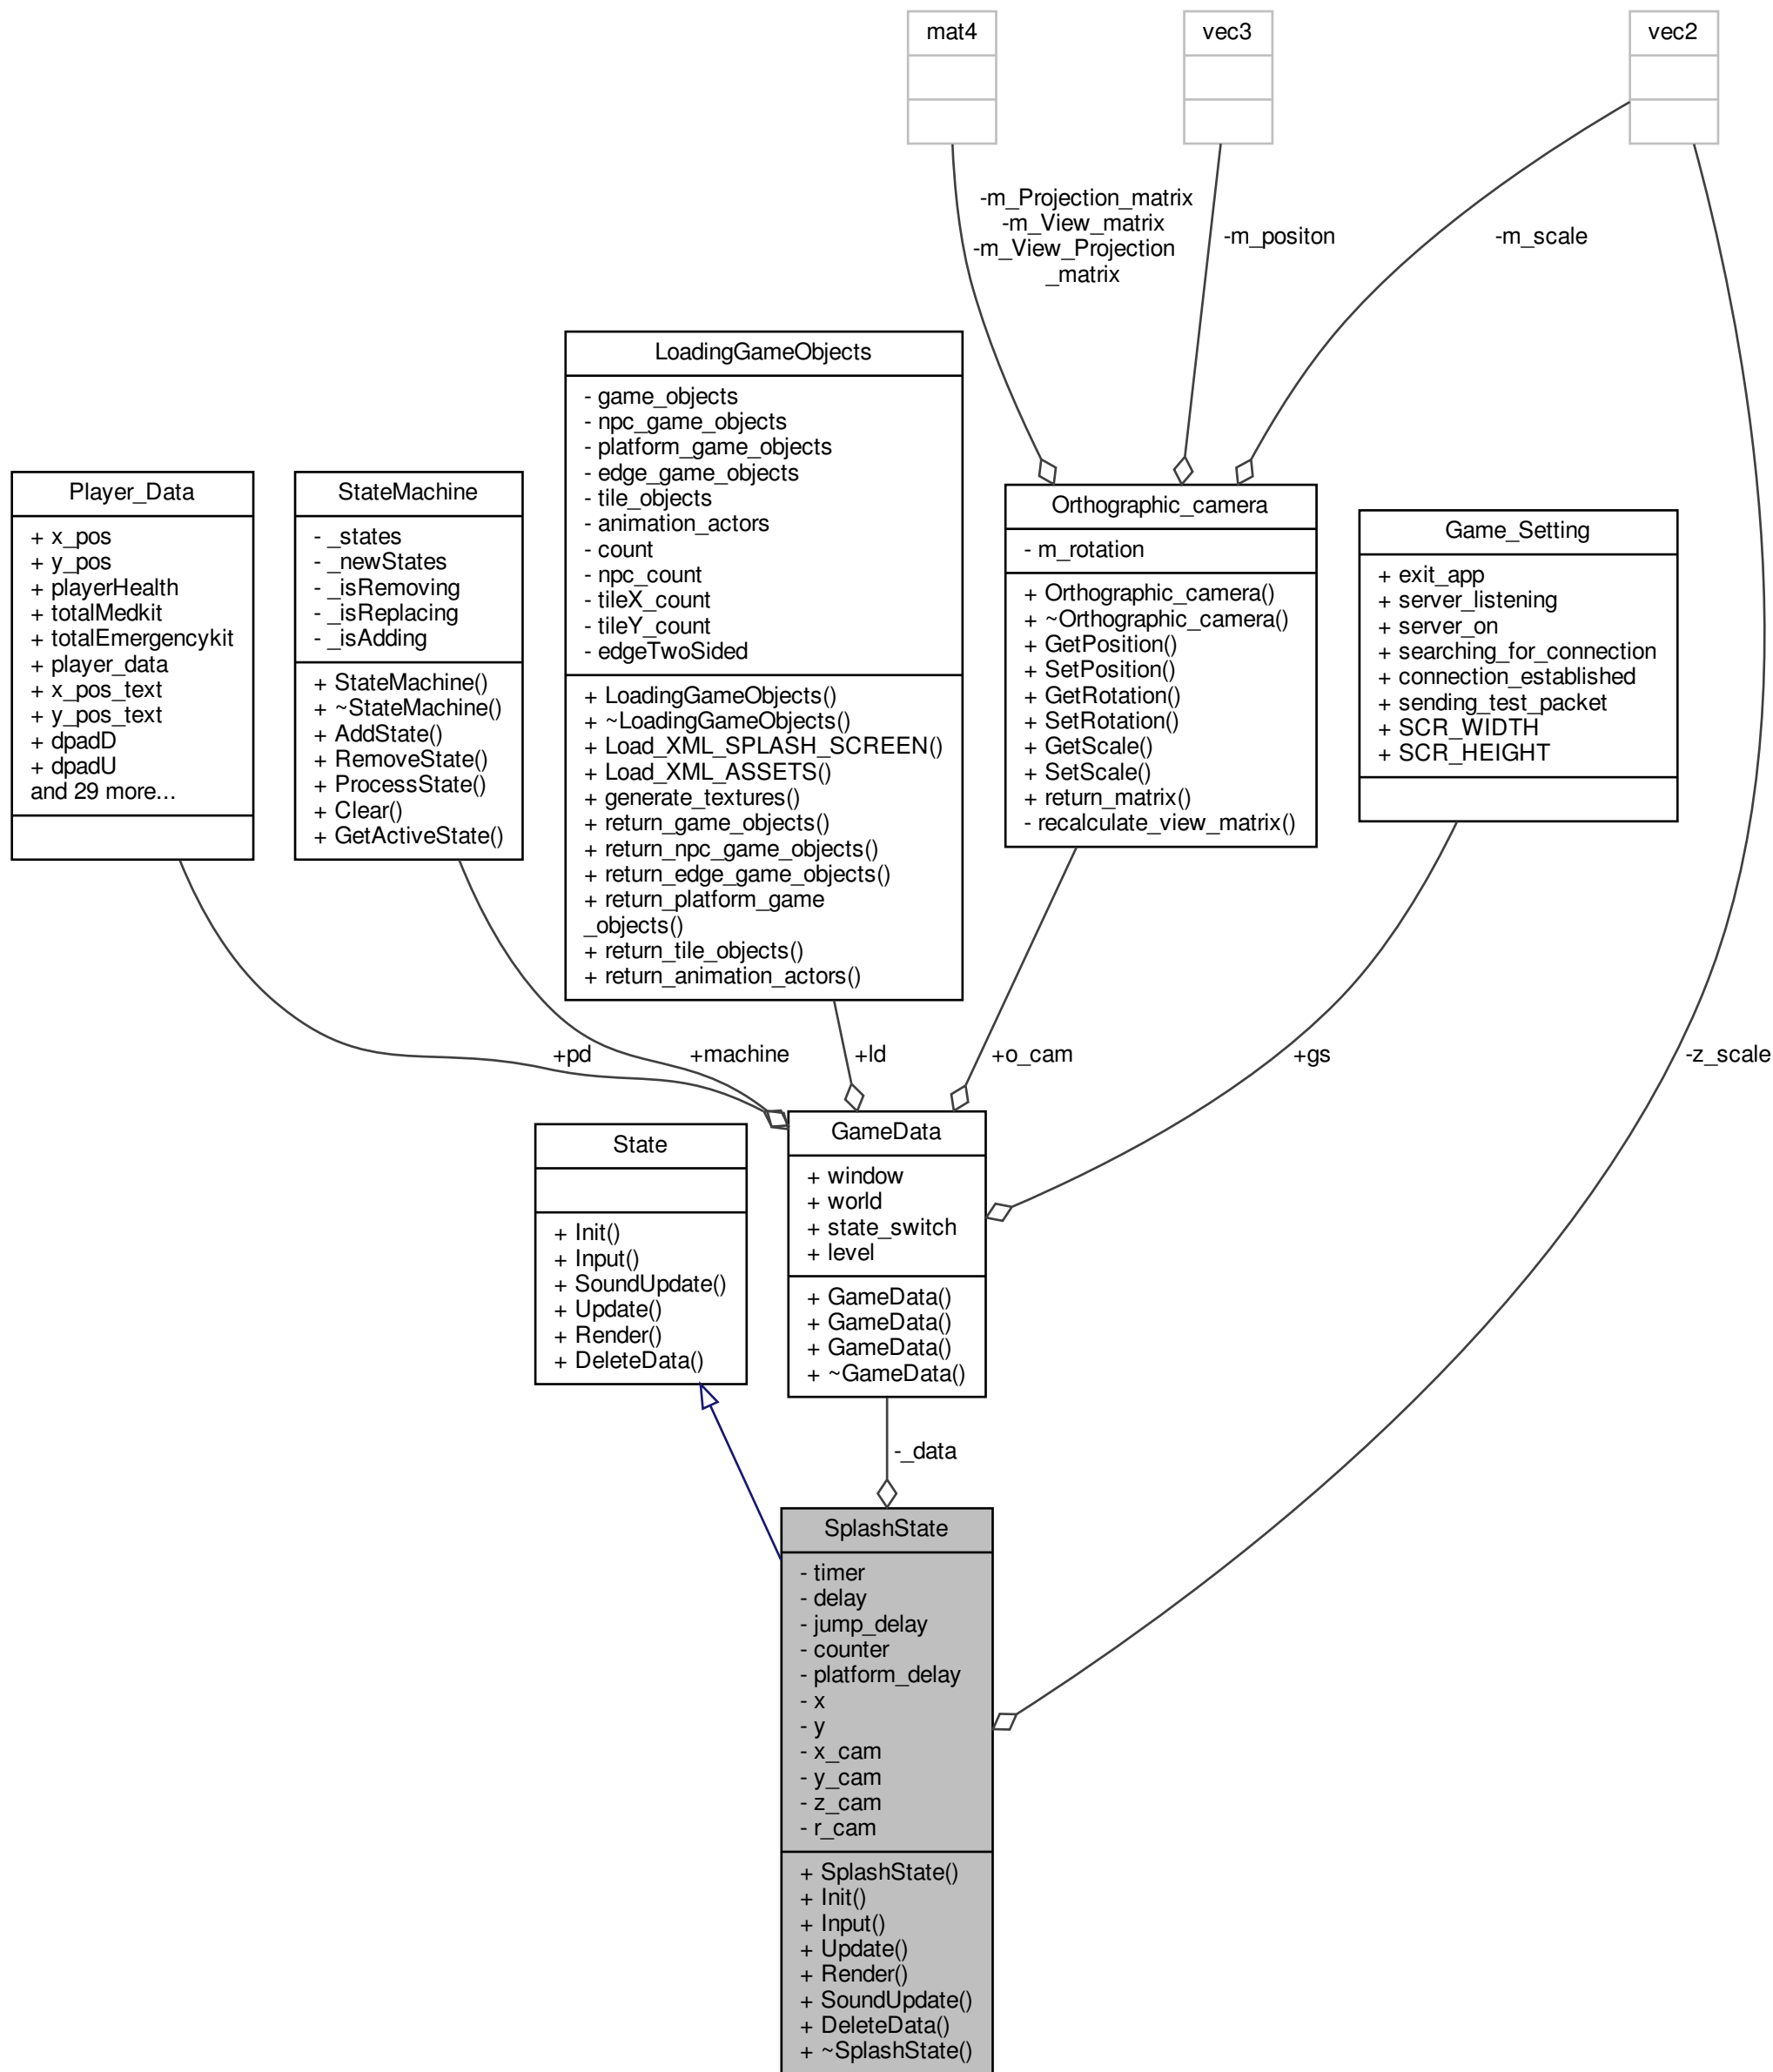 mat4
vec3
vec2
-m_Projection_matrix
-m_View_matrix
-m_View_Projection
_matrix
-m_positon
-m_scale
LoadingGameObjects
- game_objects
- npc_game_objects
- platform_game_objects
- edge_game_objects
- tile_objects
- animation_actors
- count
- npc_count
- tileX_count
- tileY_count
- edgeTwoSided
+ LoadingGameObjects()
+ ~LoadingGameObjects()
+ Load_XML_SPLASH_SCREEN()
+ Load_XML_ASSETS()
+ generate_textures()
+ return_game_objects()
+ return_npc_game_objects()
+ return_edge_game_objects()
+ return_platform_game
_objects()
+ return_tile_objects()
+ return_animation_actors()
Player_Data
+ x_pos
+ y_pos
+ playerHealth
+ totalMedkit
+ totalEmergencykit
+ player_data
+ x_pos_text
+ y_pos_text
+ dpadD
+ dpadU
and 29 more...
StateMachine
- _states
- _newStates
- _isRemoving
- _isReplacing
- _isAdding
+ StateMachine()
+ ~StateMachine()
+ AddState()
+ RemoveState()
+ ProcessState()
+ Clear()
+ GetActiveState()
Orthographic_camera
- m_rotation
+ Orthographic_camera()
+ ~Orthographic_camera()
+ GetPosition()
+ SetPosition()
+ GetRotation()
+ SetRotation()
+ GetScale()
+ SetScale()
+ return_matrix()
- recalculate_view_matrix()
Game_Setting
+ exit_app
+ server_listening
+ server_on
+ searching_for_connection
+ connection_established
+ sending_test_packet
+ SCR_WIDTH
+ SCR_HEIGHT
+pd
+machine
+ld
+o_cam
+gs
-z_scale
State
+ Init()
+ Input()
+ SoundUpdate()
+ Update()
+ Render()
+ DeleteData()
GameData
+ window
+ world
+ state_switch
+ level
+ GameData()
+ GameData()
+ GameData()
+ ~GameData()
-_data
SplashState
- timer
- delay
- jump_delay
- counter
- platform_delay
- x
- y
- x_cam
- y_cam
- z_cam
- r_cam
+ SplashState()
+ Init()
+ Input()
+ Update()
+ Render()
+ SoundUpdate()
+ DeleteData()
+ ~SplashState()